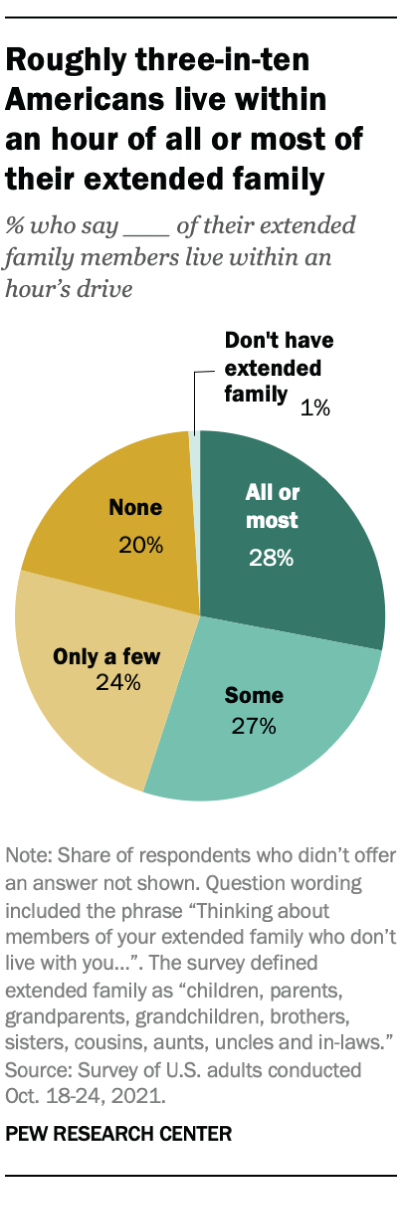 Roughly three-in-ten
Americans live within
an hour of all or most of
their extended family
% who say ____ of their extended
family members live within an
hour's drive
Don't have
extended
family 1%
All or
most
28%
None
20%
Only a few
24%
Some
27%
Note: Share of respondents who didn't offer
an answer not shown. Question wording
included the phrase “Thinking about
members of your extended family who don't
live with you...”. The survey defined
extended family as “children, parents,
grandparents, grandchildren, brothers,
sisters, cousins, aunts, uncles and in-laws.”
Source: Survey of U.S. adults conducted
Oct. 18-24, 2021.
PEW RESEARCH CENTER